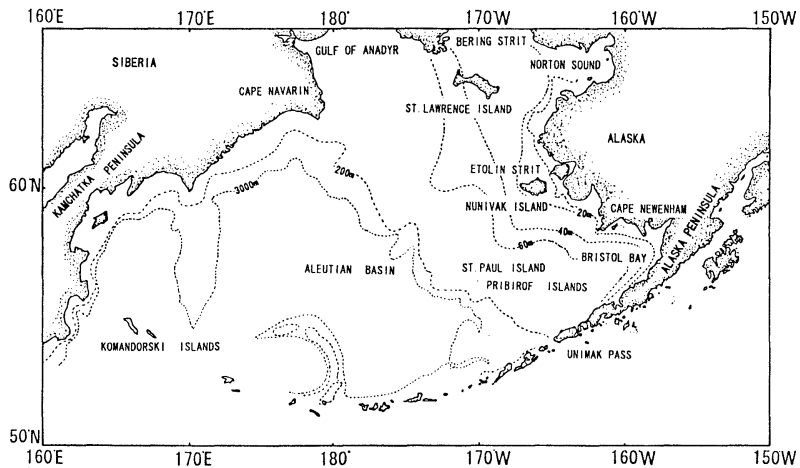 160°E 170°E 180° 170°W 160°W 150°W
GULF OF ANADYR
BERING STRIT
SIBERIA
NORTON SOUND
CAPE NAVARIN
ST. LAWRENCE ISLAND
ALASKA
KAMCHATKA PENINSULA
ETOLIN STRIT
200m
3000m
60°N
NUNIVAK ISLAND
20m
CAPE NEWENHAM
ALASKA PENINSULA
40m
60m
BRISTOL BAY
ALEUTIAN BASIN
ST. PAUL ISLAND
PRIBIROF ISLANDS
KOMANDORSKI ISLANDS
UNIMAK PASS
50°N
160°E 170°E 180° 170°W 160°W 150°W